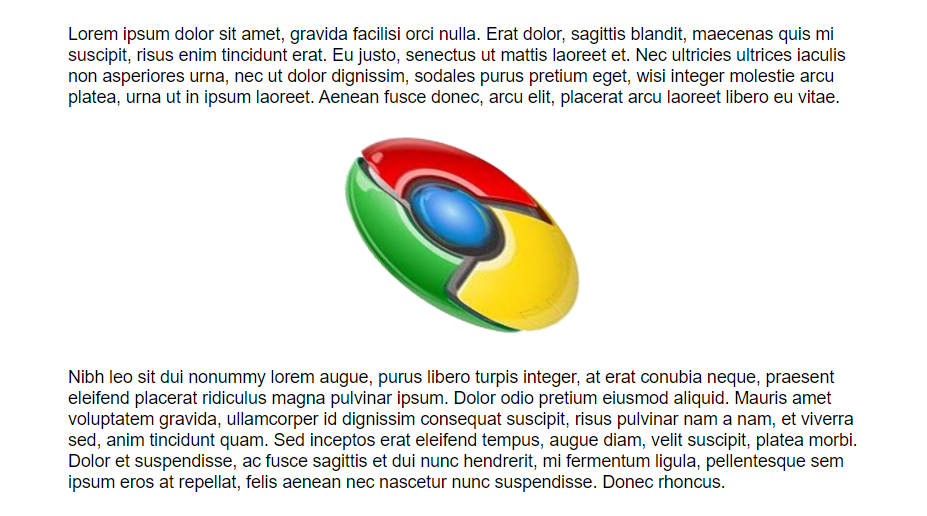 Lorem ipsum dolor sit amet, gravida facilisi orci nulla. Erat dolor, sagittis blandit, maecenas quis mi
suscipit, risus enim tincidunt erat. Eu justo, senectus ut mattis laoreet et. Nec ultricies ultrices iaculis
non asperiores urna, nec ut dolor dignissim, sodales purus pretium eget, wisi integer molestie arcu
platea, urna ut in ipsum laoreet. Aenean fusce donec, arcu elit, placerat arcu laoreet libero eu vitae.
Nibh leo sit dui nonummy lorem augue, purus libero turpis integer, at erat conubia neque, praesent
eleifend placerat ridiculus magna pulvinar ipsum. Dolor odio pretium eiusmod aliquid. Mauris amet
voluptatem gravida, ullamcorper id dignissim consequat suscipit, risus pulvinar nam a nam, et viverra
sed, anim tincidunt quam. Sed inceptos erat eleifend tempus, augue diam, velit suscipit, platea morbi.
Dolor et suspendisse, ac fusce sagittis et dui nunc hendrerit, mi fermentum ligula, pellentesque sem
ipsum eros at repellat, felis aenean nec nascetur nunc suspendisse. Donec rhoncus.